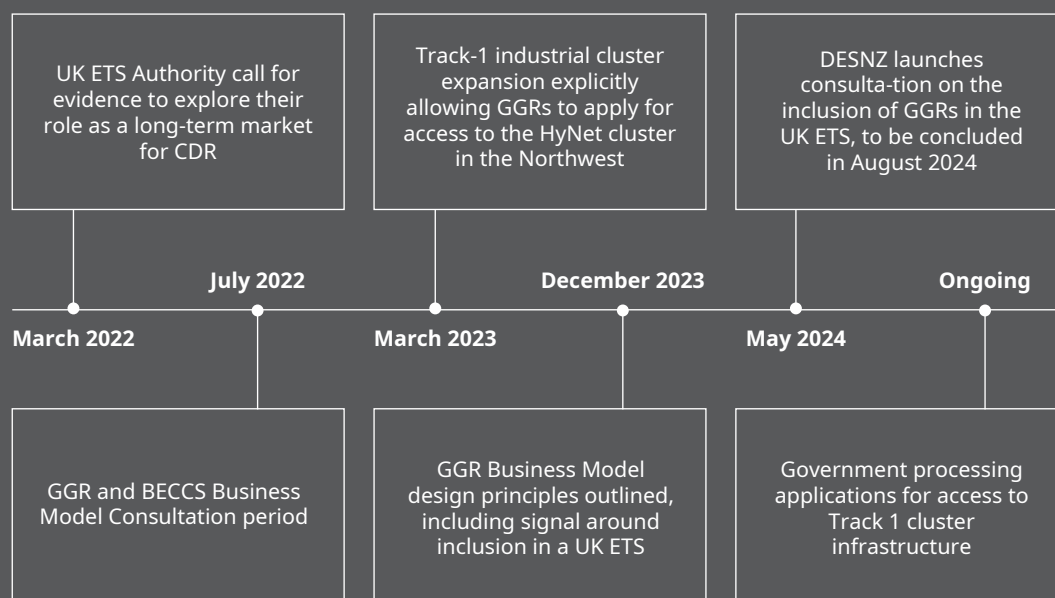 UK ETS Authority call for
evidence to explore their
role as a long-term market
for CDR
Track-1 industrial cluster
expansion explicitly
allowing GGRs to apply for
access to the HyNet cluster
in the Northwest
DESNZ launches
consulta-tion on the
inclusion of GGRs in the
UK ETS, to be concluded
in August 2024
July 2022
December 2023
Ongoing
March 2022
March 2023
May 2024
GGR and BECCS Business
Model Consultation period
GGR Business Model
design principles outlined,
including signal around
inclusion in a UK ETS
Government processing
applications for access to
Track 1 cluster
infrastructure